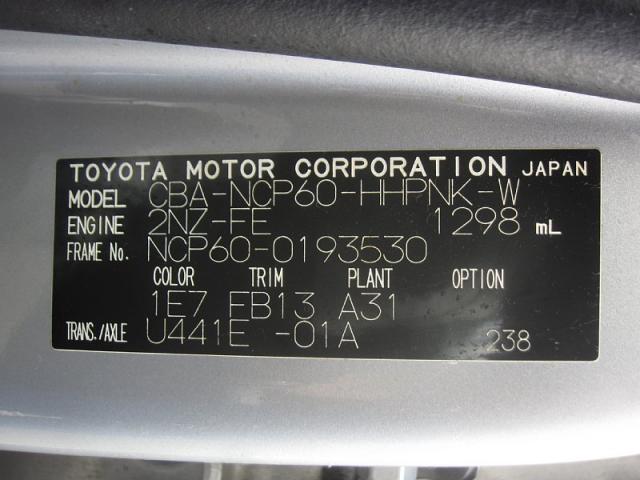 TOYOTA MOTOR CORPORATION JAPAN
MODEL CBA-NCP60-HHPNK-W
ENGINE 2NZ-FE 1298 mL
FRAME No. NCP60-0193530
COLOR TRIM PLANT OPTION
1E7 FB13 A31
TRANS./AXLE U441E -01A 238